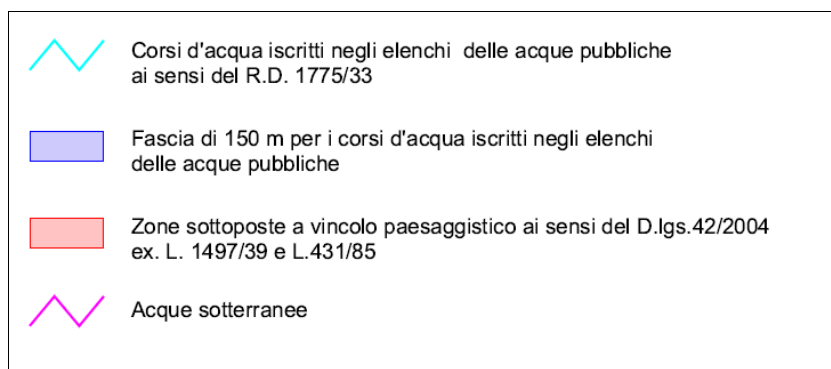 Corsi d'acqua iscritti negli elenchi  delle acque pubbliche
ai sensi del R.D. 1775/33
Fascia di 150 m per i corsi d'acqua iscritti negli elenchi
delle acque pubbliche
Zone sottoposte a vincolo paesaggistico ai sensi del D.lgs.42/2004
ex. L. 1497/39 e L.431/85
Acque sotterranee